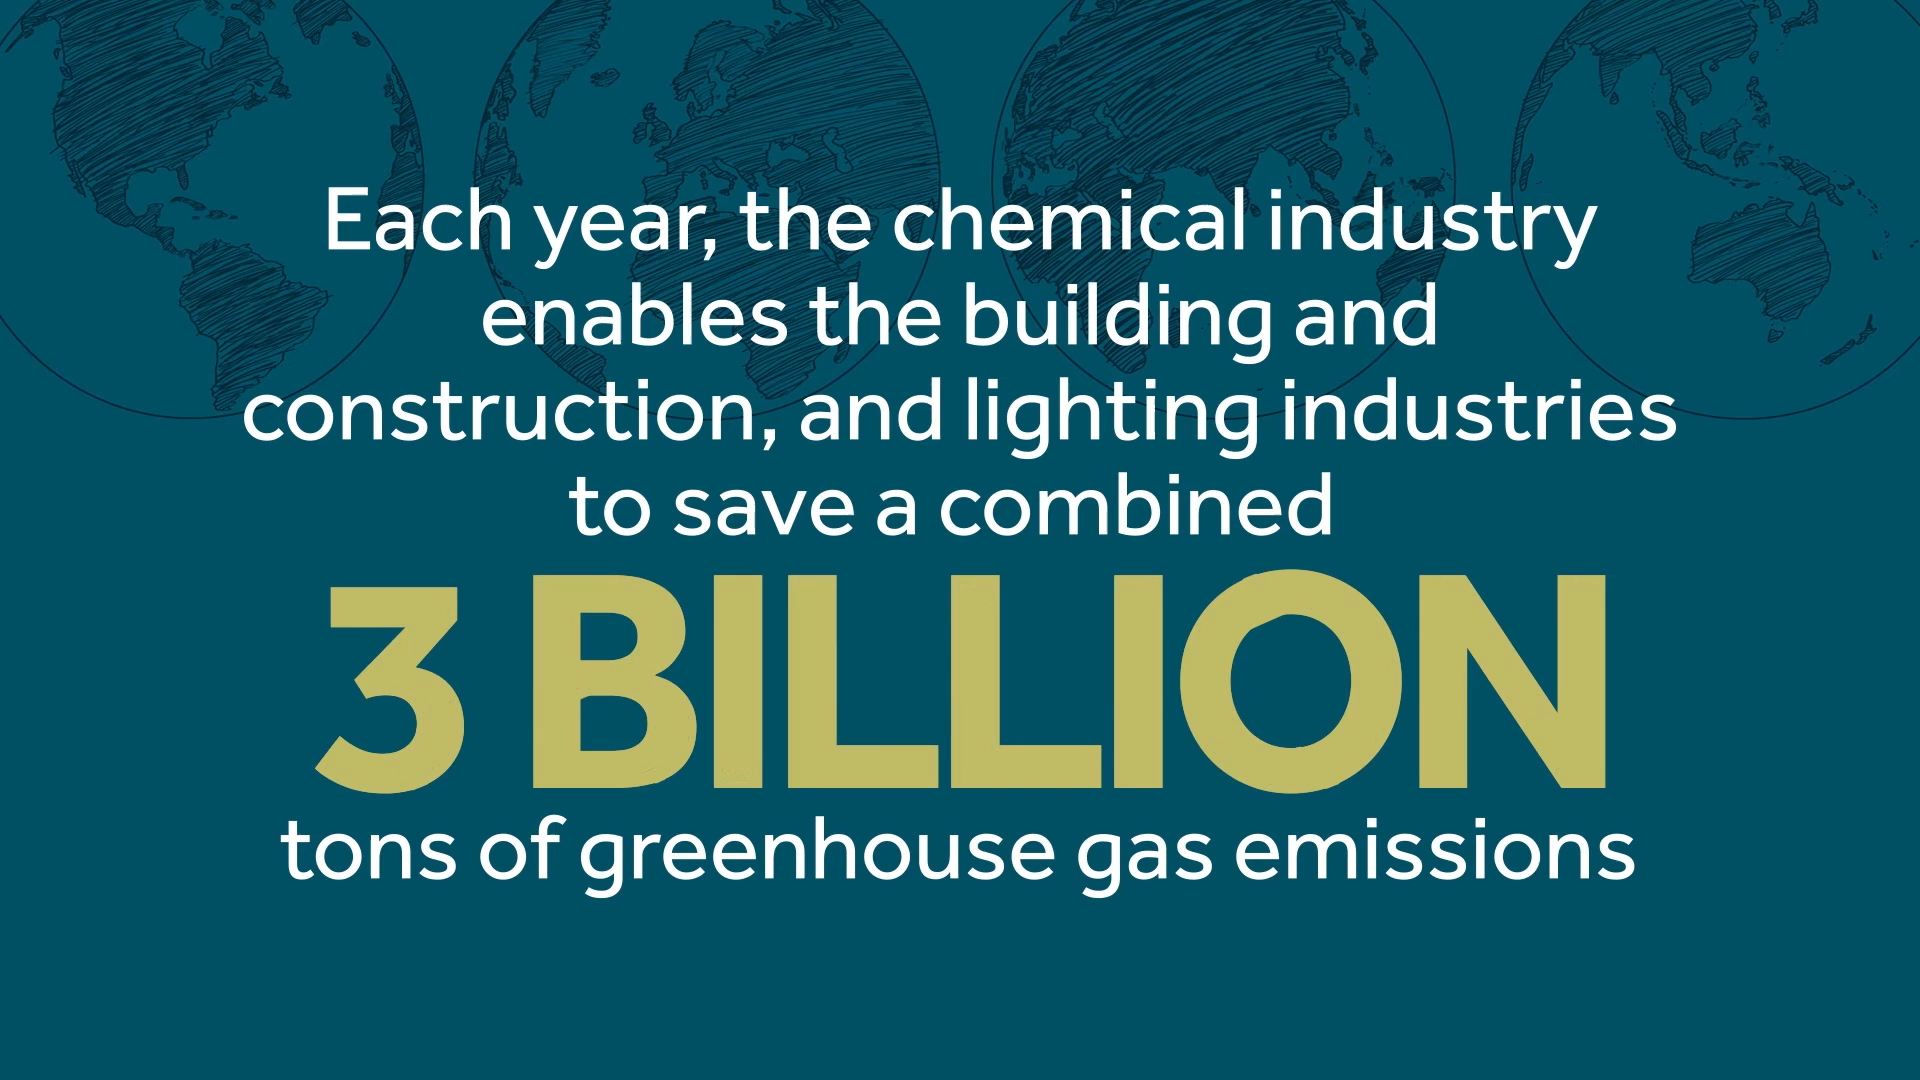 Each year, the chemical industry
enables the building and
construction, and lighting industries
to save a combined
3 BILLION
tons of greenhouse gas emissions